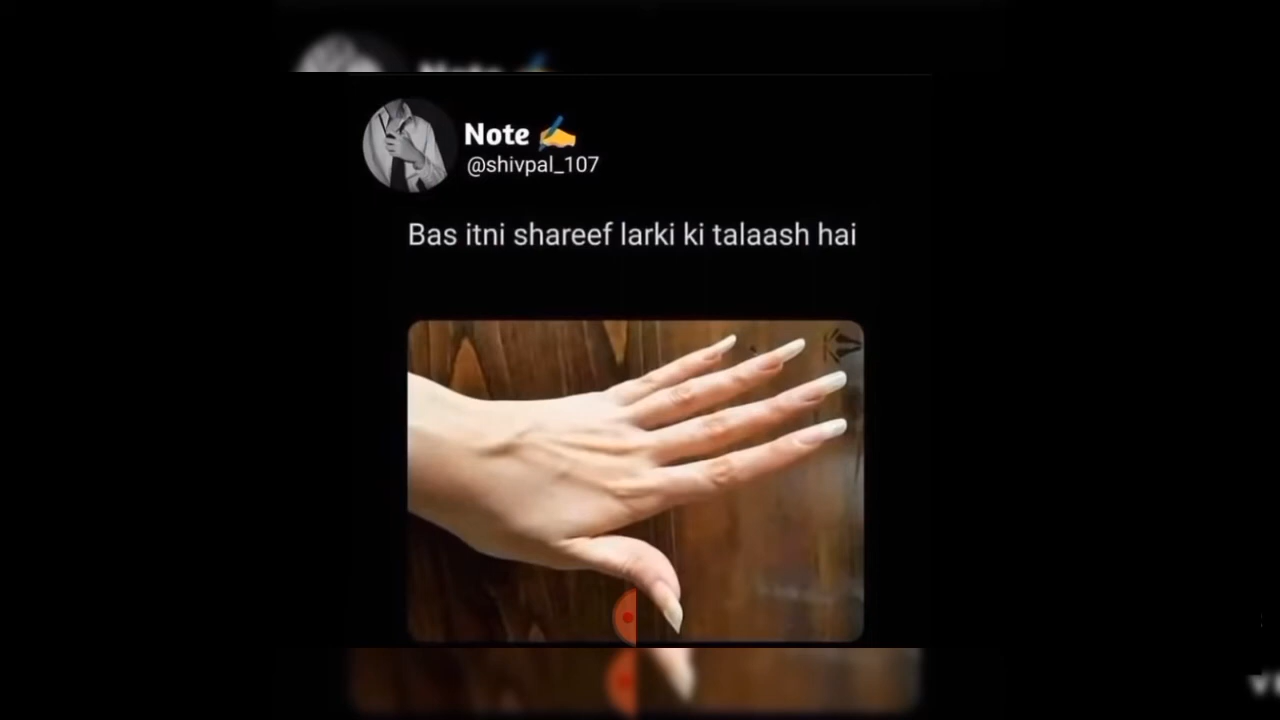 Note ✍️
@shivpal_107
Bas itni shareef larki ki talaash hai